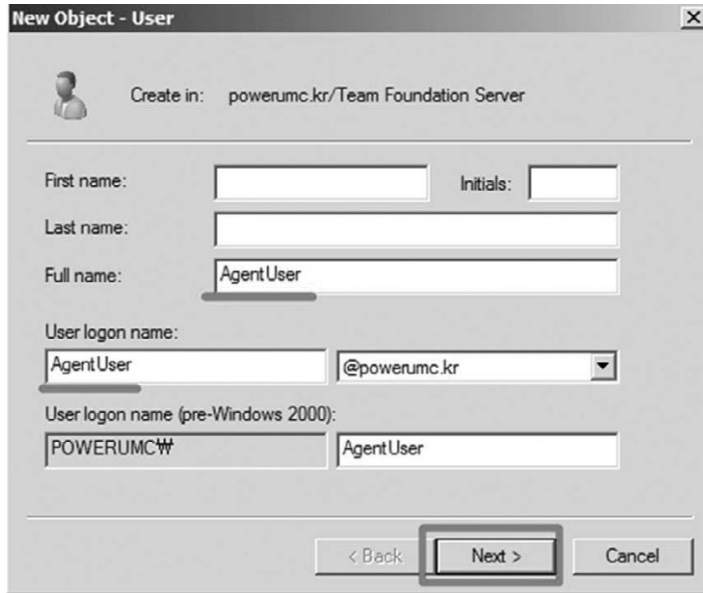 New Object - User
Create in: powerumc.kr/Team Foundation Server
First name: Initials:
Last name:
Full name: AgentUser
User logon name:
AgentUser @powerumc.kr
User logon name (pre-Windows 2000):
POWERUMC₩ AgentUser
< Back Next > Cancel